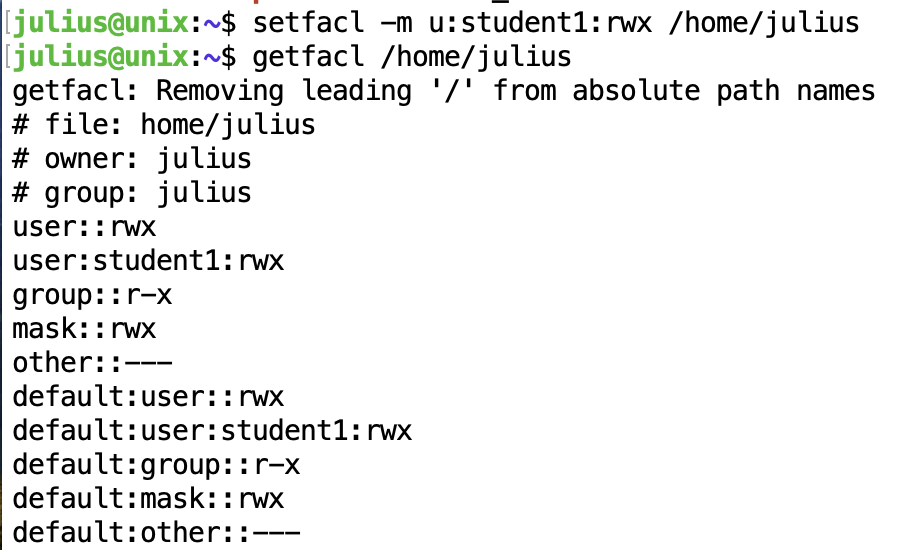 [julius@unix:~$ setfacl -m u:student1:rwx /home/julius
[julius@unix:~$ getfacl /home/julius
getfacl: Removing leading '/' from absolute path names
# file: home/julius
# owner: julius
# group: julius
user::rwx
user:student1:rwx
group::r-x
mask::rwx
other::---
default:user::rwx
default:user:student1:rwx
default:group::r-x
default:mask::rwx
default:other::---